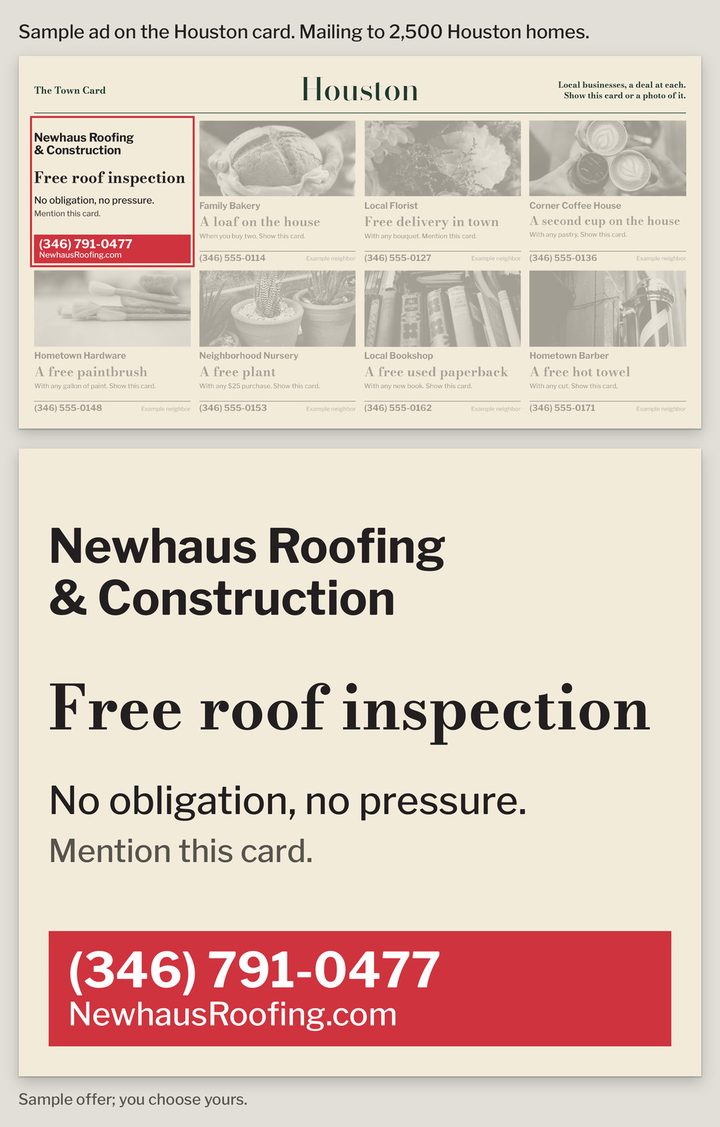 Sample ad on the Houston card. Mailing to 2,500 Houston homes.
The Town Card
Houston
Local businesses, a deal at each.
Show this card or a photo of it.
Newhaus Roofing
& Construction
Free roof inspection
No obligation, no pressure.
Mention this card.
(346) 791-0477
NewhausRoofing.com
Family Bakery
A loaf on the house
When you buy two. Show this card.
(346) 555-0114
Example neighbor
Local Florist
Free delivery in town
With any bouquet. Mention this card.
(346) 555-0127
Example neighbor
Corner Coffee House
A second cup on the house
With any pastry. Show this card.
(346) 555-0136
Example neighbor
Hometown Hardware
A free paintbrush
With any gallon of paint. Show this card.
(346) 555-0148
Example neighbor
Neighborhood Nursery
A free plant
With any $25 purchase. Show this card.
(346) 555-0153
Example neighbor
Local Bookshop
A free used paperback
With any new book. Show this card.
(346) 555-0162
Example neighbor
Hometown Barber
A free hot towel
With any cut. Show this card.
(346) 555-0171
Example neighbor
Newhaus Roofing
& Construction
Free roof inspection
No obligation, no pressure.
Mention this card.
(346) 791-0477
NewhausRoofing.com
Sample offer; you choose yours.